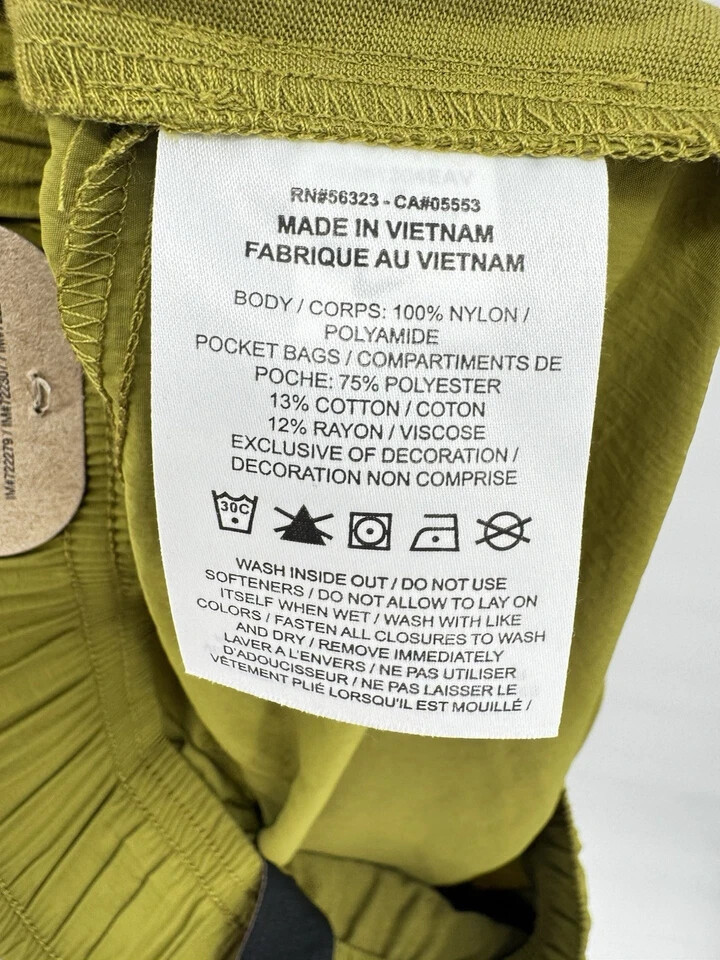 RN#56323 - CA#05553
MADE IN VIETNAM
FABRIQUE AU VIETNAM
BODY / CORPS: 100% NYLON /
POLYAMIDE
POCKET BAGS / COMPARTIMENTS DE
POCHE: 75% POLYESTER
13% COTTON / COTON
12% RAYON / VISCOSE
EXCLUSIVE OF DECORATION /
DECORATION NON COMPRISE
30C
WASH INSIDE OUT / DO NOT USE
SOFTENERS / DO NOT ALLOW TO LAY ON
ITSELF WHEN WET / WASH WITH LIKE
COLORS / FASTEN ALL CLOSURES TO WASH
AND DRY / REMOVE IMMEDIATELY
LAVER A L'ENVERS / NE PAS UTILISER
D'ADOUCISSEUR / NE PAS LAISSER LE
VÊTEMENT PLIÉ LORSQU'IL EST MOUILLÉ /
IM#722279 / IM#722307 /